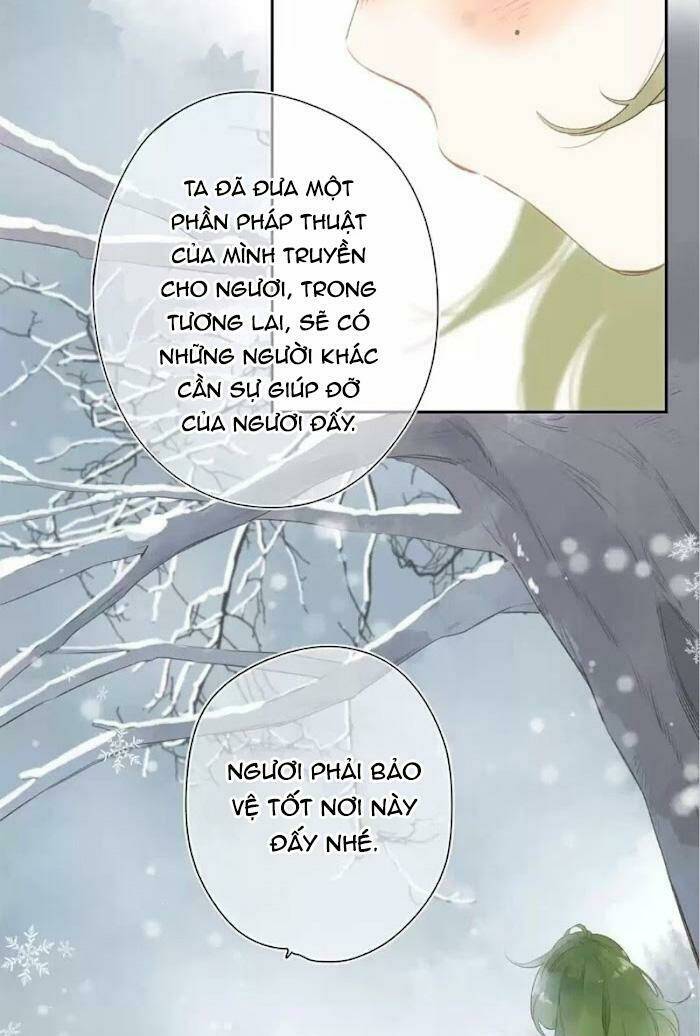 TA ĐÃ ĐƯA MỘT
PHẦN PHÁP THUẬT
CỦA MÌNH TRUYỀN
CHO NGƯƠI, TRONG
TƯƠNG LAI, SẼ CÓ
NHỮNG NGƯỜI KHÁC
CẦN SỰ GIÚP ĐỠ
CỦA NGƯƠI ĐẤY.
NGƯƠI PHẢI BẢO
VỆ TỐT NƠI NÀY
ĐẤY NHÉ.